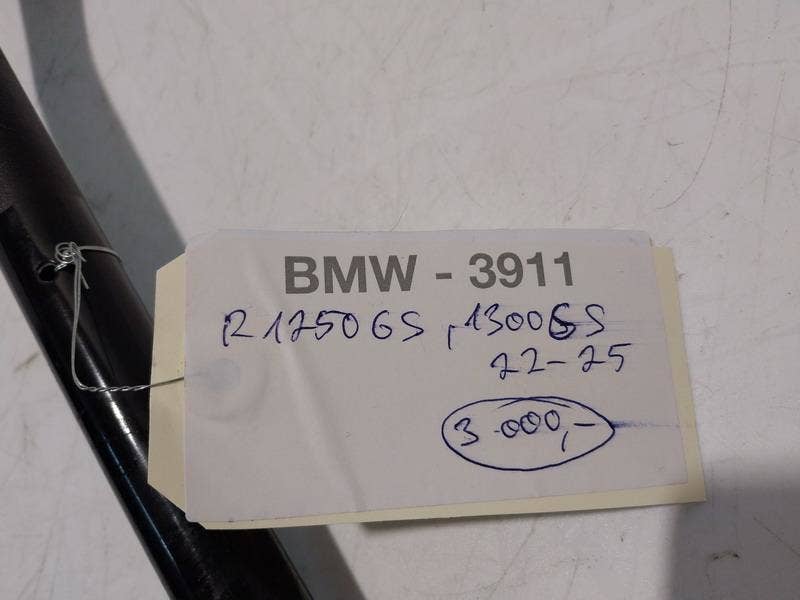 BMW - 3911
R1250GS, 1300GS
22-25
3.000,-